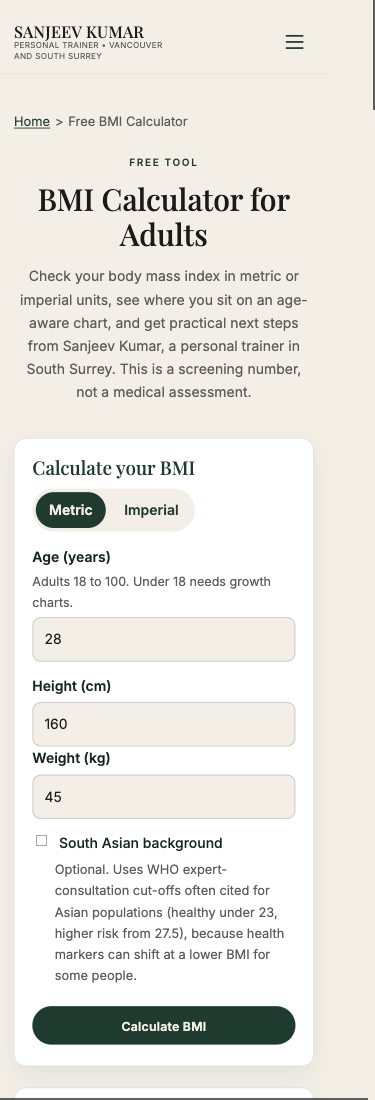 SANJEEV KUMAR
PERSONAL TRAINER • VANCOUVER
AND SOUTH SURREY
Home > Free BMI Calculator
FREE TOOL
BMI Calculator for
Adults
Check your body mass index in metric or
imperial units, see where you sit on an age-
aware chart, and get practical next steps
from Sanjeev Kumar, a personal trainer in
South Surrey. This is a screening number,
not a medical assessment.
Calculate your BMI
Metric Imperial
Age (years)
Adults 18 to 100. Under 18 needs growth
charts.
28
Height (cm)
160
Weight (kg)
45
South Asian background
Optional. Uses WHO expert-
consultation cut-offs often cited for
Asian populations (healthy under 23,
higher risk from 27.5), because health
markers can shift at a lower BMI for
some people.
Calculate BMI